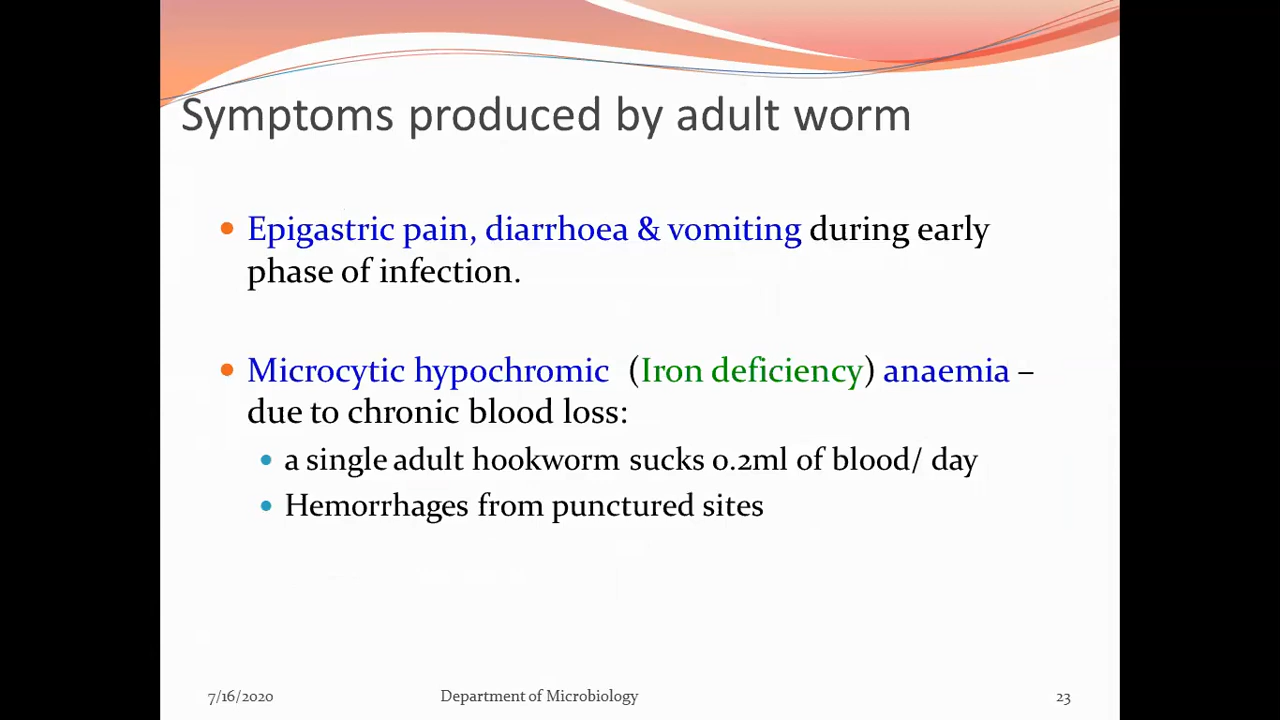 Symptoms produced by adult worm
• Epigastric pain, diarrhoea & vomiting during early
phase of infection.
• Microcytic hypochromic (Iron deficiency) anaemia –
due to chronic blood loss:
• a single adult hookworm sucks 0.2ml of blood/ day
• Hemorrhages from punctured sites
7/16/2020 Department of Microbiology 23